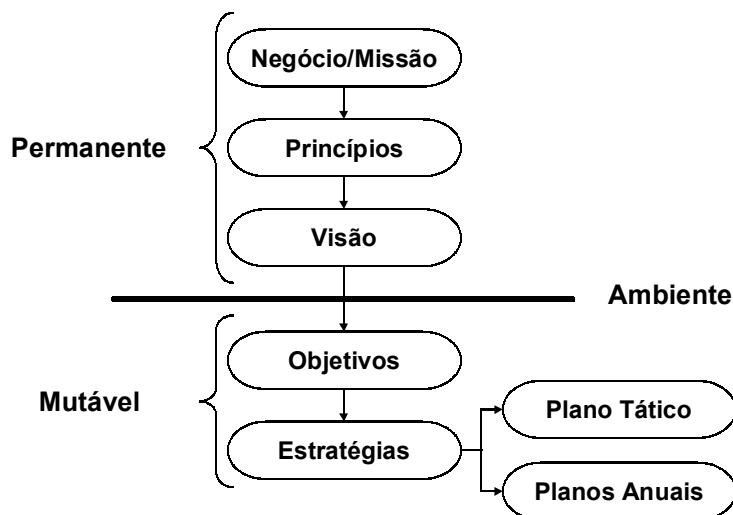 Negócio/Missão
Permanente
Princípios
Visão
Ambiente
Objetivos
Mutável
Plano Tático
Estratégias
Planos Anuais